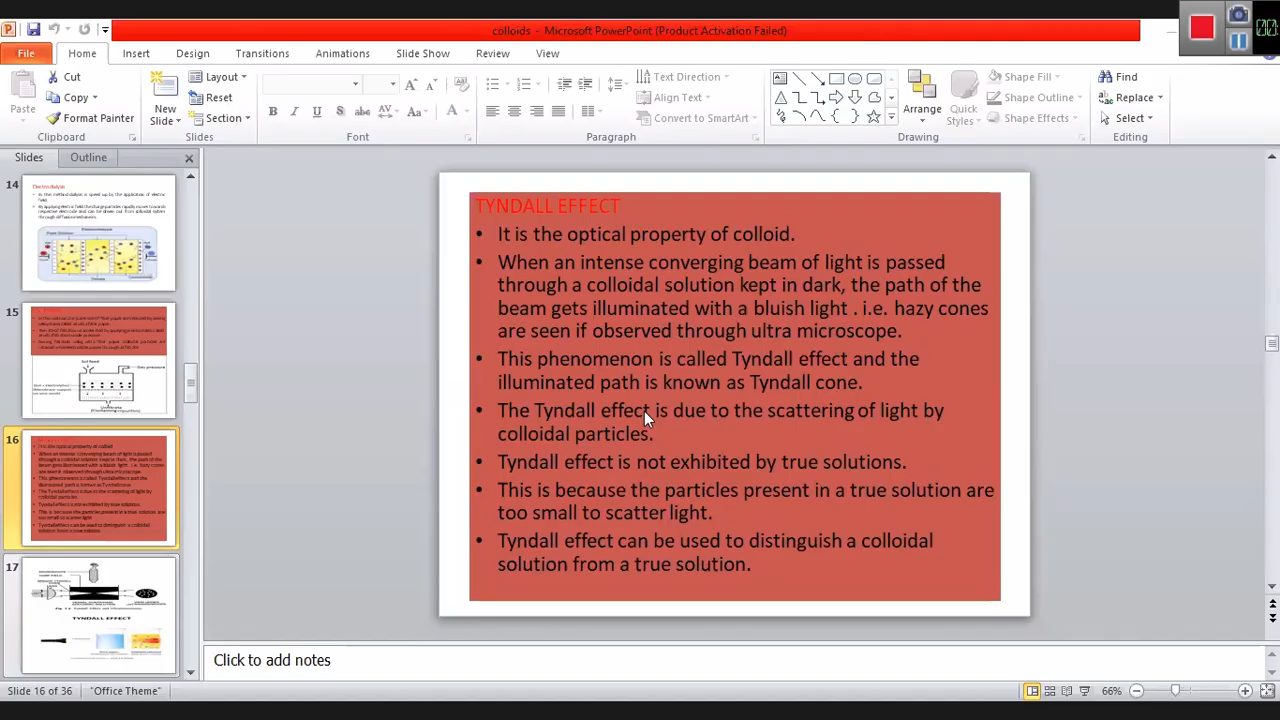 colloids - Microsoft PowerPoint (Product Activation Failed)
File Home Insert Design Transitions Animations Slide Show Review View
Cut
Copy
Format Painter
Paste
Clipboard
New
Slide
Layout
Reset
Section
Slides
Font
Text Direction
Align Text
Convert to SmartArt
Paragraph
Arrange
Quick
Styles
Shape Fill
Shape Outline
Shape Effects
Drawing
Find
Replace
Select
Editing
Slides Outline
14
15
16
17
TYNDALL EFFECT
TYNDALL EFFECT
• It is the optical property of colloid.
• When an intense converging beam of light is passed
through a colloidal solution kept in dark, the path of the
beam gets illuminated with a bluish light . i.e. hazy cones
are seen if observed through ultra microscope.
• This phenomenon is called Tyndall effect and the
illuminated path is known as Tyndall cone.
• The Tyndall effect is due to the scattering of light by
colloidal particles.
• Tyndall effect is not exhibited by true solutions.
• This is because the particles present in a true solution are
too small to scatter light.
• Tyndall effect can be used to distinguish a colloidal
solution from a true solution.
Click to add notes
Slide 16 of 36 "Office Theme" 66%